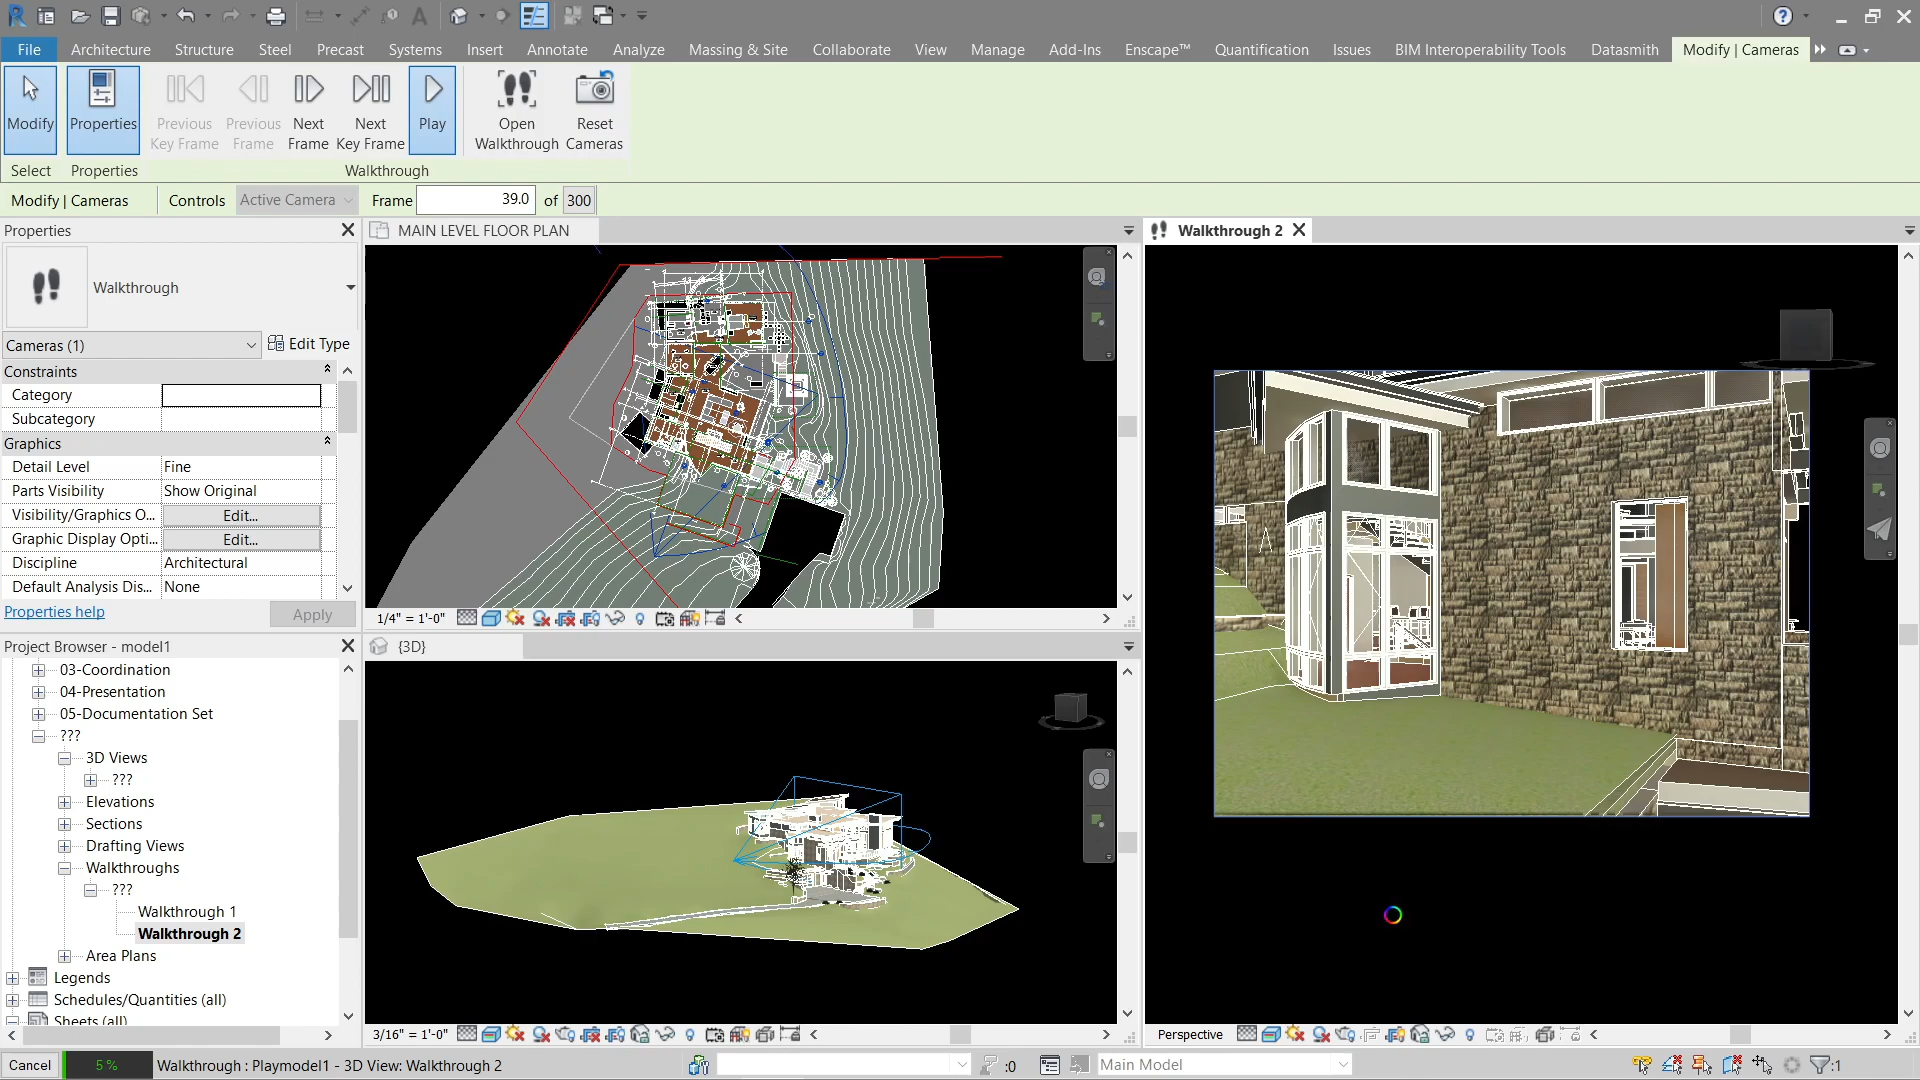 File Architecture Structure Steel Precast Systems Insert Annotate Analyze Massing & Site Collaborate View Manage Add-Ins Enscape™ Quantification Issues BIM Interoperability Tools Datasmith Modify | Cameras
Modify Properties Previous Key Frame Previous Frame Next Frame Next Key Frame Play Open Walkthrough Reset Cameras
Select Properties Walkthrough
Modify | Cameras Controls Active Camera Frame 39.0 of 300
Properties
Walkthrough
Cameras (1) Edit Type
Constraints
Category
Subcategory
Graphics
Detail Level Fine
Parts Visibility Show Original
Visibility/Graphics O... Edit...
Graphic Display Opti... Edit...
Discipline Architectural
Default Analysis Dis... None
Properties help Apply
Project Browser - model1
03-Coordination
04-Presentation
05-Documentation Set
???
3D Views
???
Elevations
Sections
Drafting Views
Walkthroughs
???
Walkthrough 1
Walkthrough 2
Area Plans
Legends
Schedules/Quantities (all)
Sheets (all)
MAIN LEVEL FLOOR PLAN
1/4" = 1'-0"
{3D}
3/16" = 1'-0"
Walkthrough 2
Perspective
Cancel 5 % Walkthrough : Playmodel1 - 3D View: Walkthrough 2 :0 Main Model :1